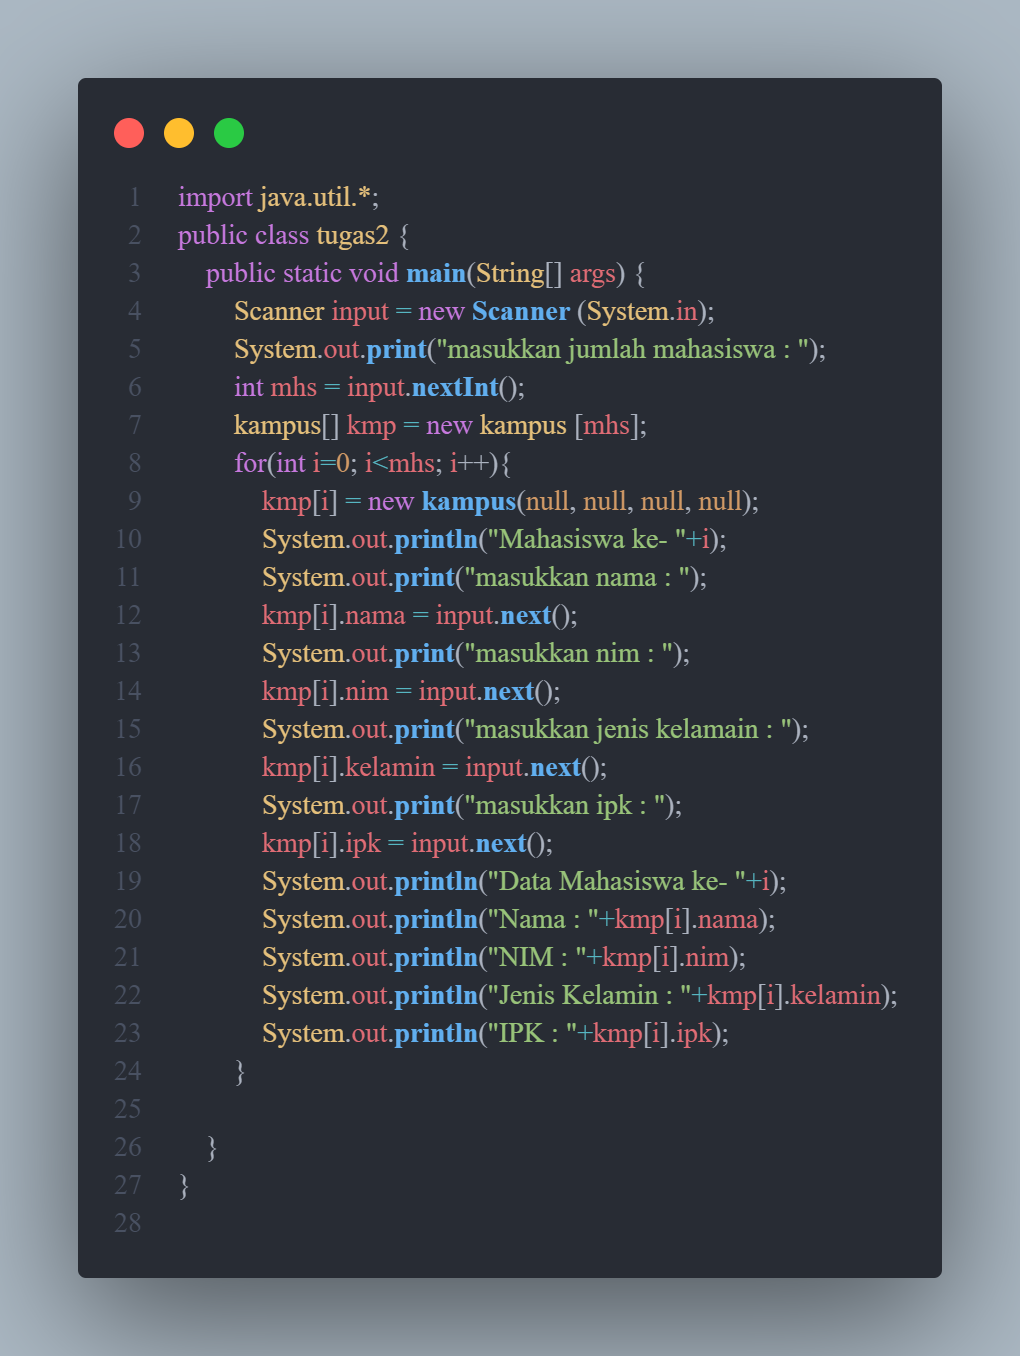 1 import java.util.*;
2 public class tugas2 {
3 public static void main(String[] args) {
4 Scanner input = new Scanner (System.in);
5 System.out.print("masukkan jumlah mahasiswa : ");
6 int mhs = input.nextInt();
7 kampus[] kmp = new kampus [mhs];
8 for(int i=0; i<mhs; i++){
9 kmp[i] = new kampus(null, null, null, null);
10 System.out.println("Mahasiswa ke- "+i);
11 System.out.print("masukkan nama : ");
12 kmp[i].nama = input.next();
13 System.out.print("masukkan nim : ");
14 kmp[i].nim = input.next();
15 System.out.print("masukkan jenis kelamain : ");
16 kmp[i].kelamin = input.next();
17 System.out.print("masukkan ipk : ");
18 kmp[i].ipk = input.next();
19 System.out.println("Data Mahasiswa ke- "+i);
20 System.out.println("Nama : "+kmp[i].nama);
21 System.out.println("NIM : "+kmp[i].nim);
22 System.out.println("Jenis Kelamin : "+kmp[i].kelamin);
23 System.out.println("IPK : "+kmp[i].ipk);
24 }
25
26 }
27 }
28